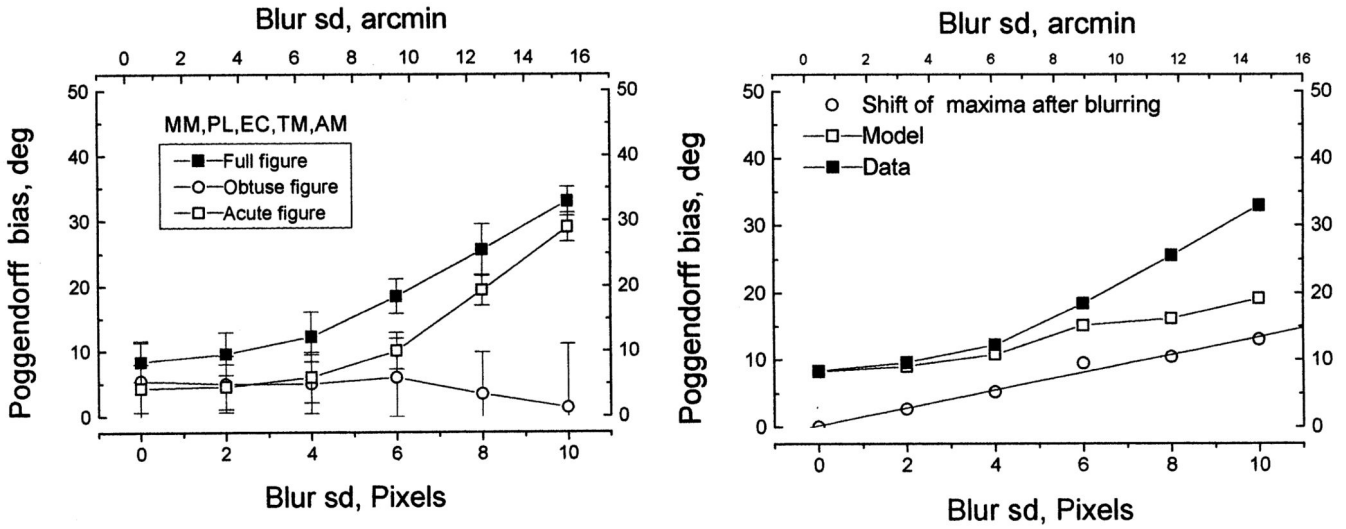 Blur sd, arcmin
0 2 4 6 8 10 12 14 16
50
40
30
20
10
0
Poggendorff bias, deg
MM,PL,EC,TM,AM
Full figure
Obtuse figure
Acute figure
50
40
30
20
10
0
0 2 4 6 8 10
Blur sd, Pixels
Blur sd, arcmin
0 2 4 6 8 10 12 14 16
50
40
30
20
10
0
Poggendorff bias, deg
Shift of maxima after blurring
Model
Data
50
40
30
20
10
0
0 2 4 6 8 10
Blur sd, Pixels